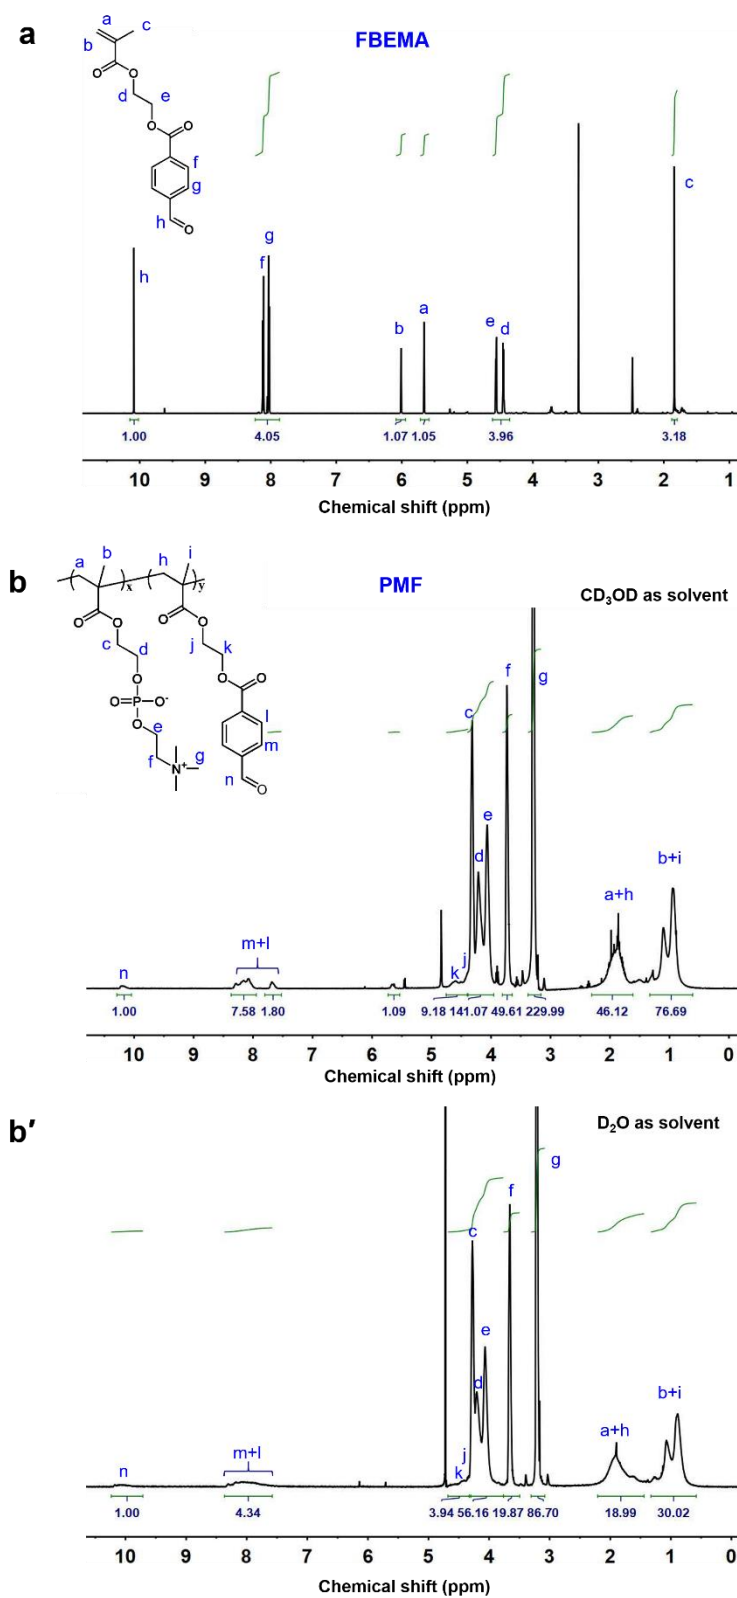 a
FBEMA
a
b
c
O
O
d
e
O
O
f
g
h
O
h
g
f
b
a
e
d
c
1.00
4.05
1.07
1.05
3.96
3.18
10
9
8
7
6
5
4
3
2
1
Chemical shift (ppm)
b
PMF
CD₃OD as solvent
a
b
h
i
x
y
O
O
O
O
c
d
j
k
O
O
O
O=P-O⁻
O
e
f
N⁺
g
l
m
n
O
n
m+l
k
j
c
d
e
f
g
a+h
b+i
1.00
7.58
1.80
1.09
9.18
141.07
49.61
229.99
46.12
76.69
10
9
8
7
6
5
4
3
2
1
0
Chemical shift (ppm)
b′
D₂O as solvent
n
m+l
k
j
c
d
e
f
g
a+h
b+i
1.00
4.34
3.94
56.16
19.87
86.70
18.99
30.02
10
9
8
7
6
5
4
3
2
1
0
Chemical shift (ppm)